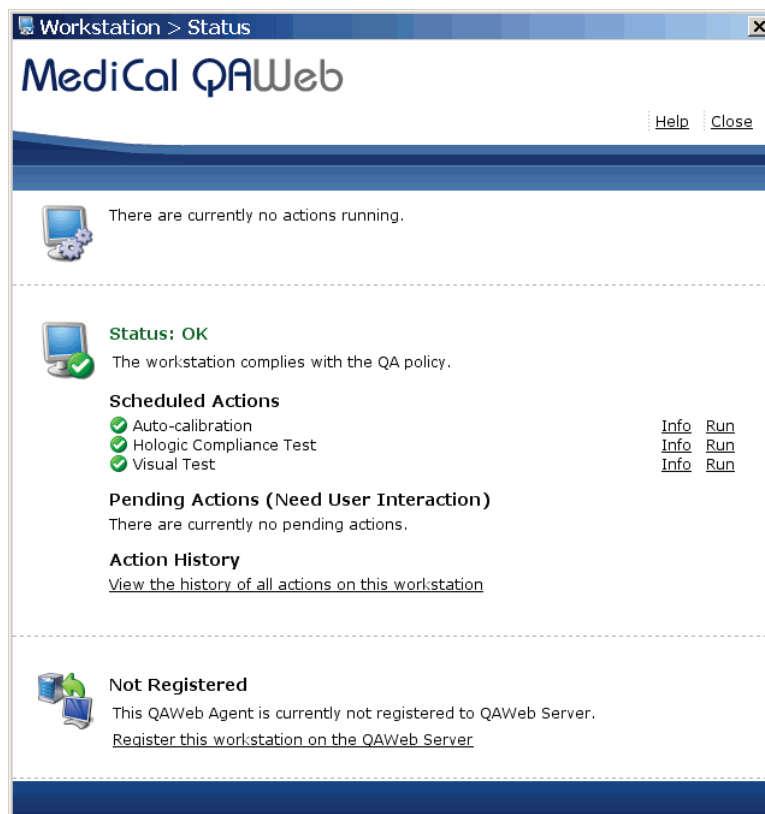 Workstation > Status
MediCal QAWeb
Help Close
There are currently no actions running.
Status: OK
The workstation complies with the QA policy.
Scheduled Actions
Auto-calibration Info Run
Hologic Compliance Test Info Run
Visual Test Info Run
Pending Actions (Need User Interaction)
There are currently no pending actions.
Action History
View the history of all actions on this workstation
Not Registered
This QAWeb Agent is currently not registered to QAWeb Server.
Register this workstation on the QAWeb Server